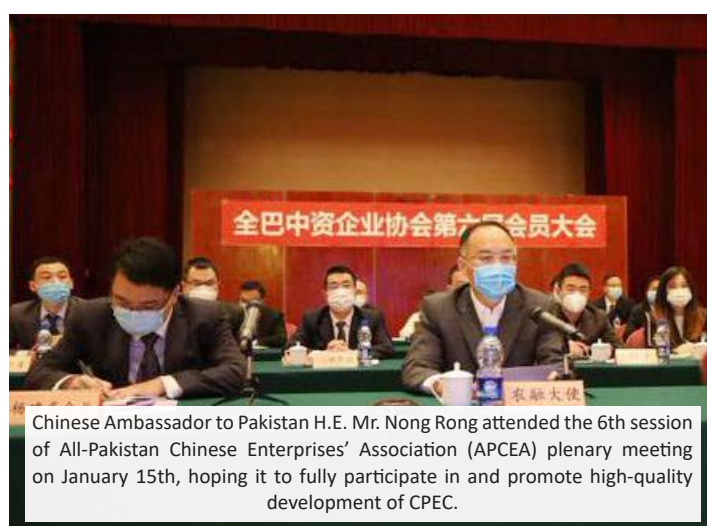 全巴中资企业协会第六届会员大会
农融大使
Chinese Ambassador to Pakistan H.E. Mr. Nong Rong attended the 6th session
of All-Pakistan Chinese Enterprises’ Association (APCEA) plenary meeting
on January 15th, hoping it to fully participate in and promote high-quality
development of CPEC.